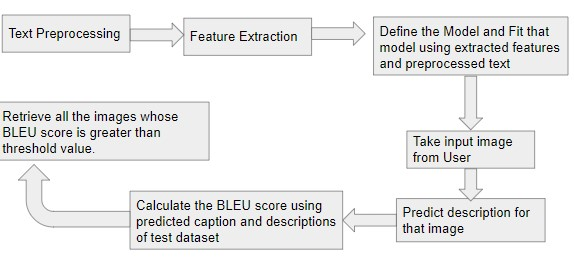 Text Preprocessing
Feature Extraction
Define the Model and Fit that
model using extracted features
and preprocessed text
Take input image
from User
Predict description for
that image
Calculate the BLEU score using
predicted caption and descriptions
of test dataset
Retrieve all the images whose
BLEU score is greater than
threshold value.